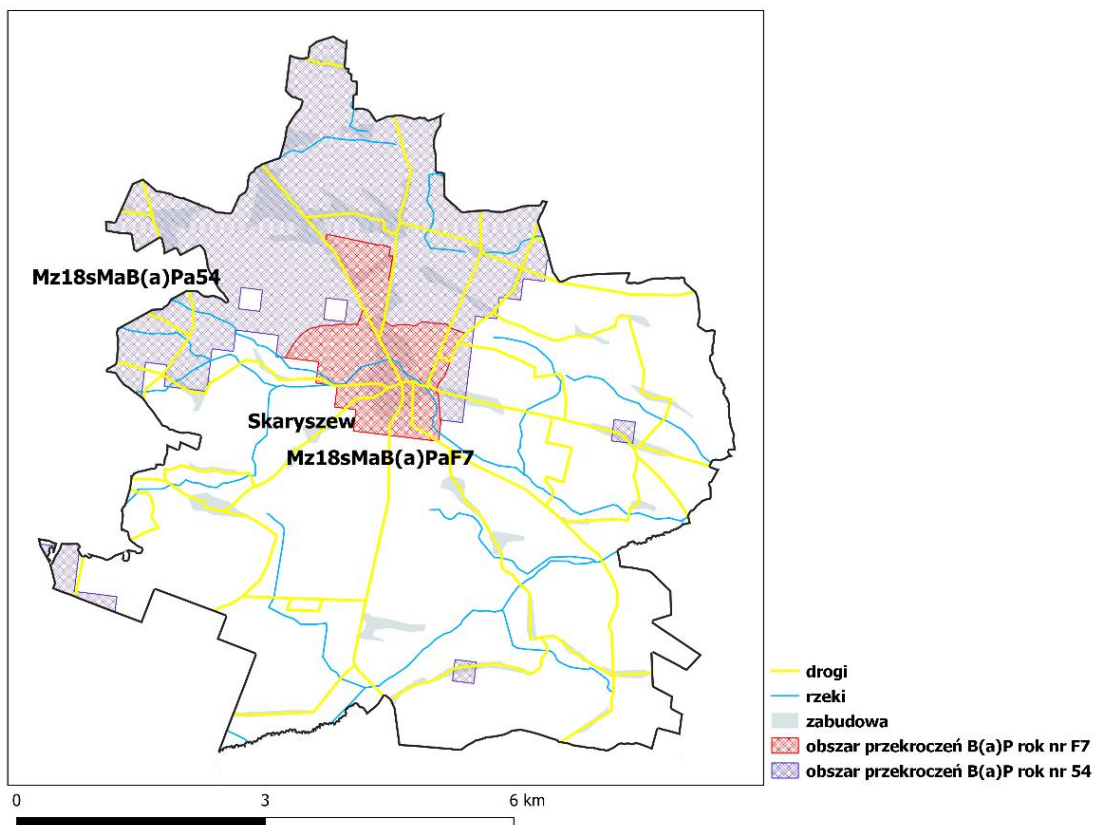 Mz18sMaB(a)Pa54
Skaryszew
Mz18sMaB(a)PaF7
drogi
rzeki
zabudowa
obszar przekroczeń B(a)P rok nr F7
obszar przekroczeń B(a)P rok nr 54
0 3 6 km